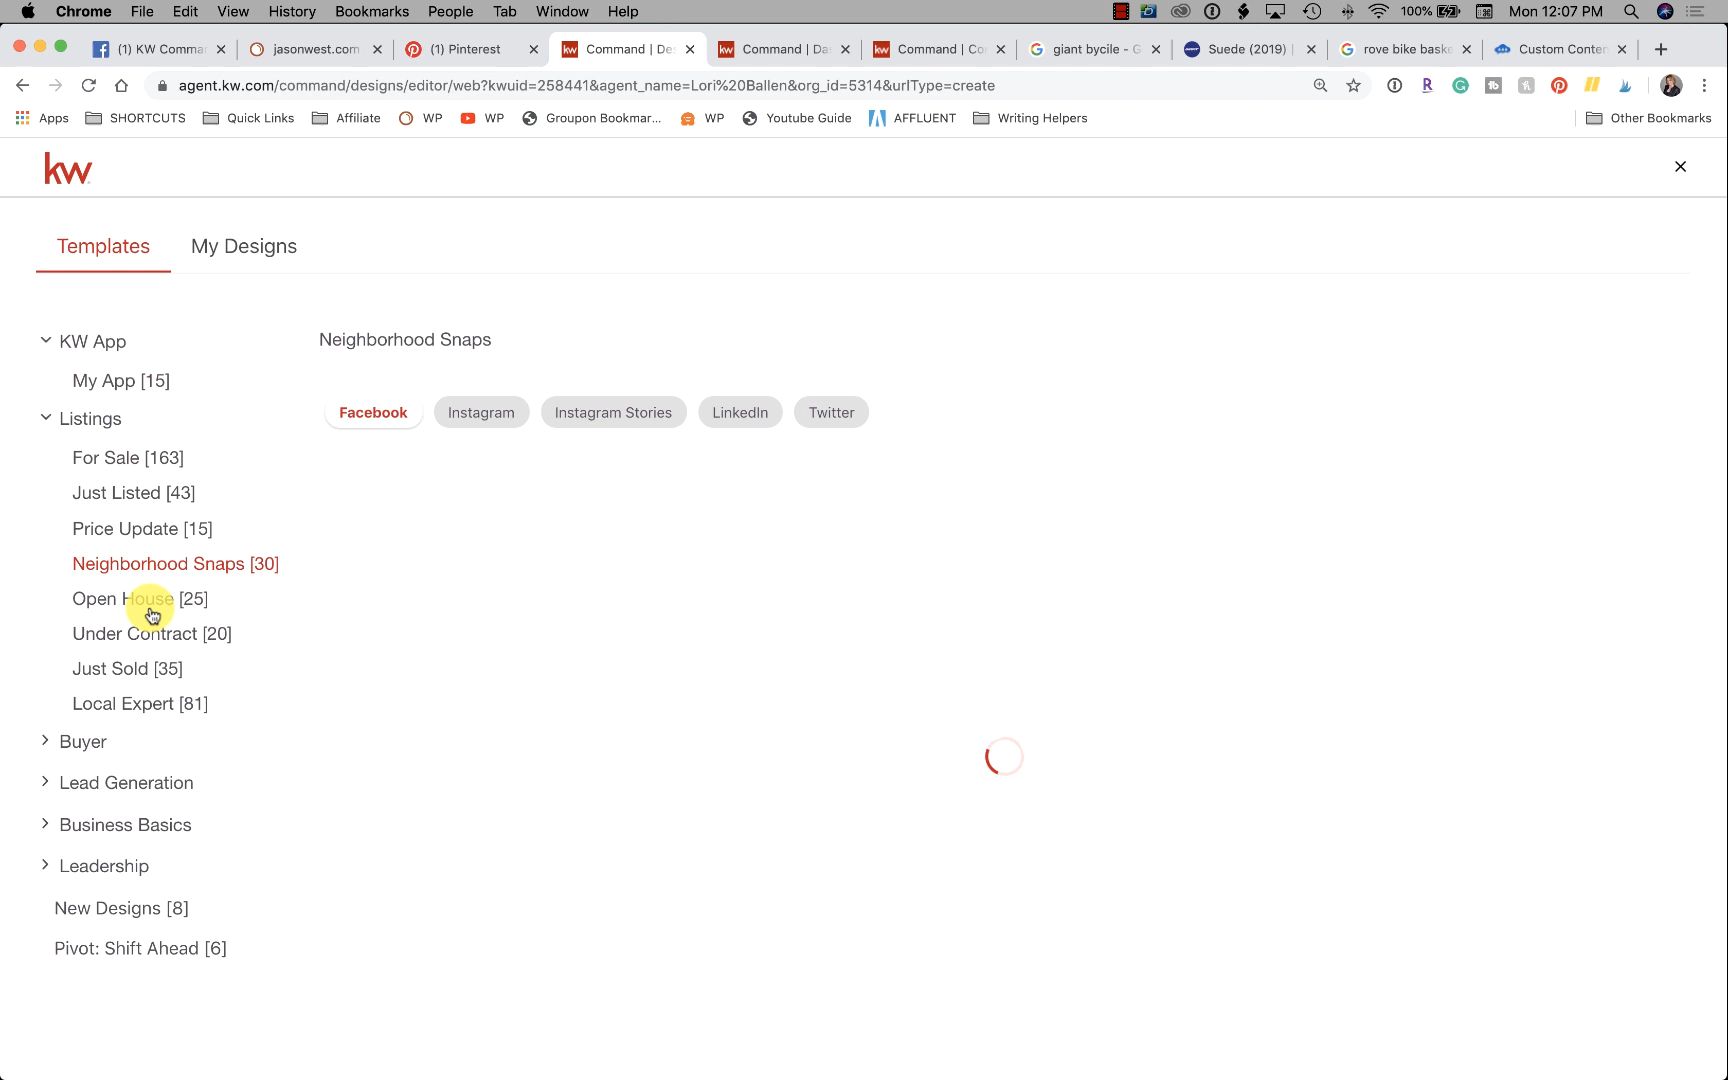 Chrome File Edit View History Bookmarks People Tab Window Help 100% Mon 12:07 PM
(1) KW Comma jasonwest.com (1) Pinterest Command | De Command | Da Command | Co giant bycile - G Suede (2019) | rove bike baske Custom Conten
agent.kw.com/command/designs/editor/web?kwuid=258441&agent_name=Lori%20Ballen&org_id=5314&urlType=create
Apps SHORTCUTS Quick Links Affiliate WP WP Groupon Bookmar... WP Youtube Guide AFFLUENT Writing Helpers Other Bookmarks
kw
Templates My Designs
KW App
Neighborhood Snaps
My App [15]
Listings
Facebook Instagram Instagram Stories LinkedIn Twitter
For Sale [163]
Just Listed [43]
Price Update [15]
Neighborhood Snaps [30]
Open House [25]
Under Contract [20]
Just Sold [35]
Local Expert [81]
Buyer
Lead Generation
Business Basics
Leadership
New Designs [8]
Pivot: Shift Ahead [6]